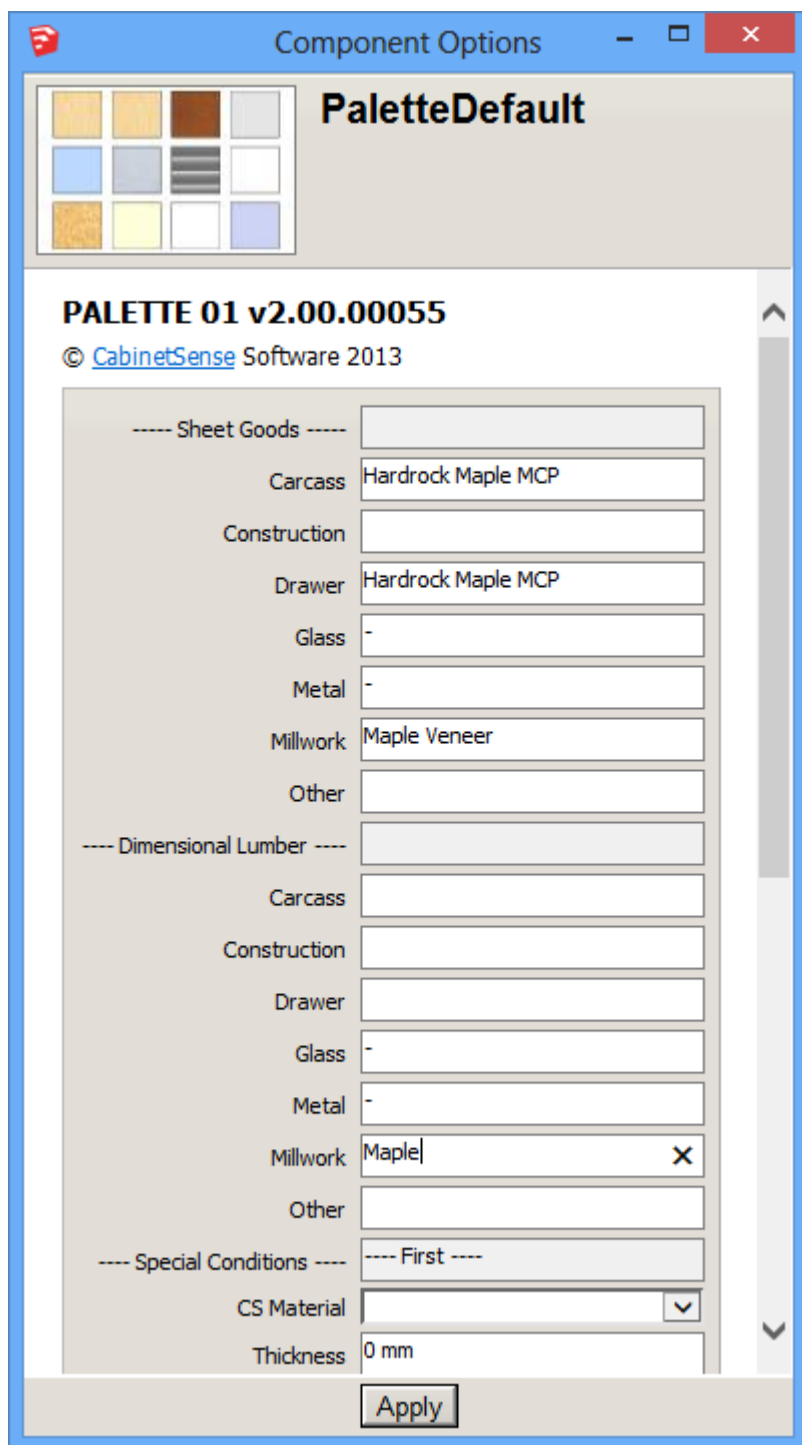 Component Options
PaletteDefault
PALETTE 01 v2.00.00055
© CabinetSense Software 2013
----- Sheet Goods -----
Carcass Hardrock Maple MCP
Construction
Drawer Hardrock Maple MCP
Glass -
Metal -
Millwork Maple Veneer
Other
---- Dimensional Lumber ----
Carcass
Construction
Drawer
Glass -
Metal -
Millwork Maple
Other
---- Special Conditions ---- ---- First ----
CS Material
Thickness 0 mm
Apply